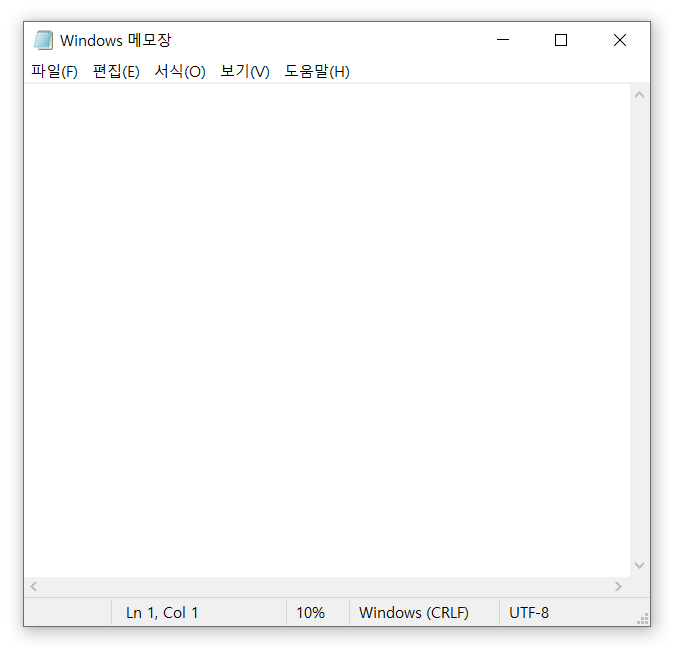 Windows 메모장
파일(F) 편집(E) 서식(O) 보기(V) 도움말(H)
Ln 1, Col 1 10% Windows (CRLF) UTF-8